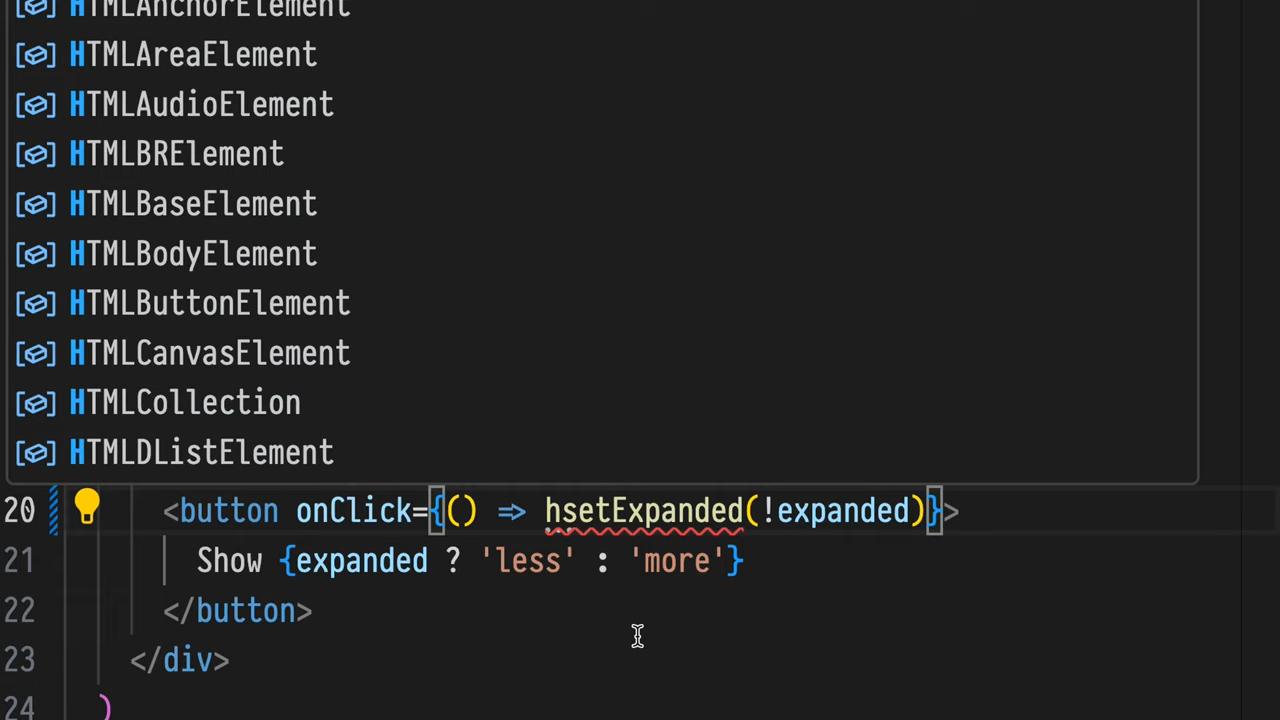 HTMLAnchorElement
HTMLAreaElement
HTMLAudioElement
HTMLBRElement
HTMLBaseElement
HTMLBodyElement
HTMLButtonElement
HTMLCanvasElement
HTMLCollection
HTMLDListElement
20 <button onClick={() => hsetExpanded(!expanded)}>
21 Show {expanded ? 'less' : 'more'}
22 </button>
23 </div>
24 )